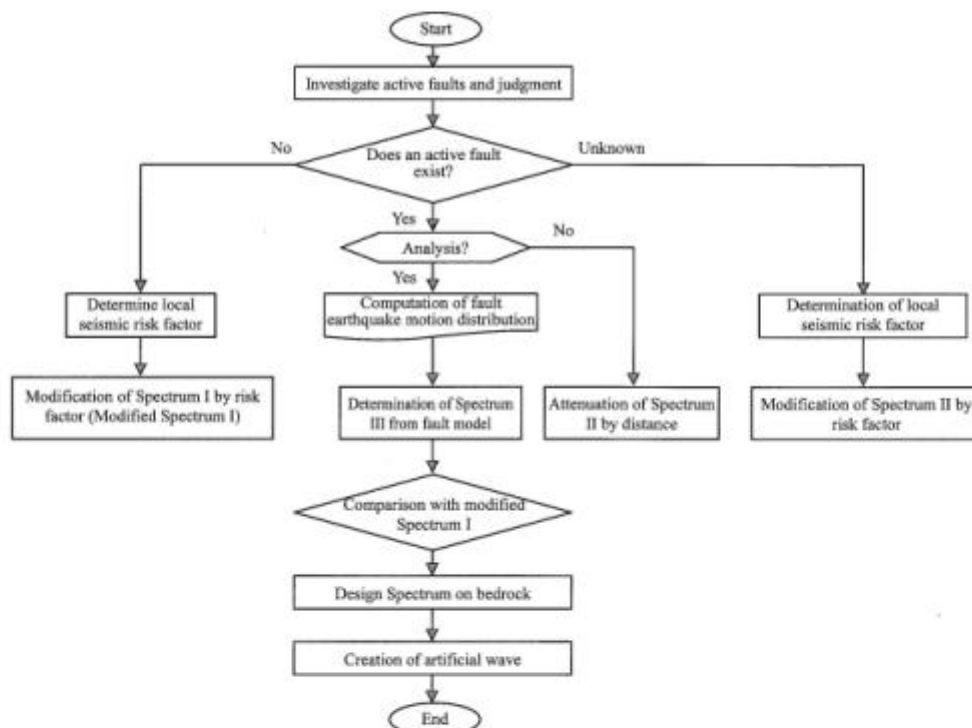 Start
Investigate active faults and judgment
No
Does an active fault
exist?
Unknown
Yes
Analysis?
No
Yes
Determine local
seismic risk factor
Computation of fault
earthquake motion distribution
Determination of local
seismic risk factor
Modification of Spectrum I by risk
factor (Modified Spectrum I)
Determination of Spectrum
III from fault model
Attenuation of Spectrum
II by distance
Modification of Spectrum II by
risk factor
Comparison with modified
Spectrum I
Design Spectrum on bedrock
Creation of artificial wave
End